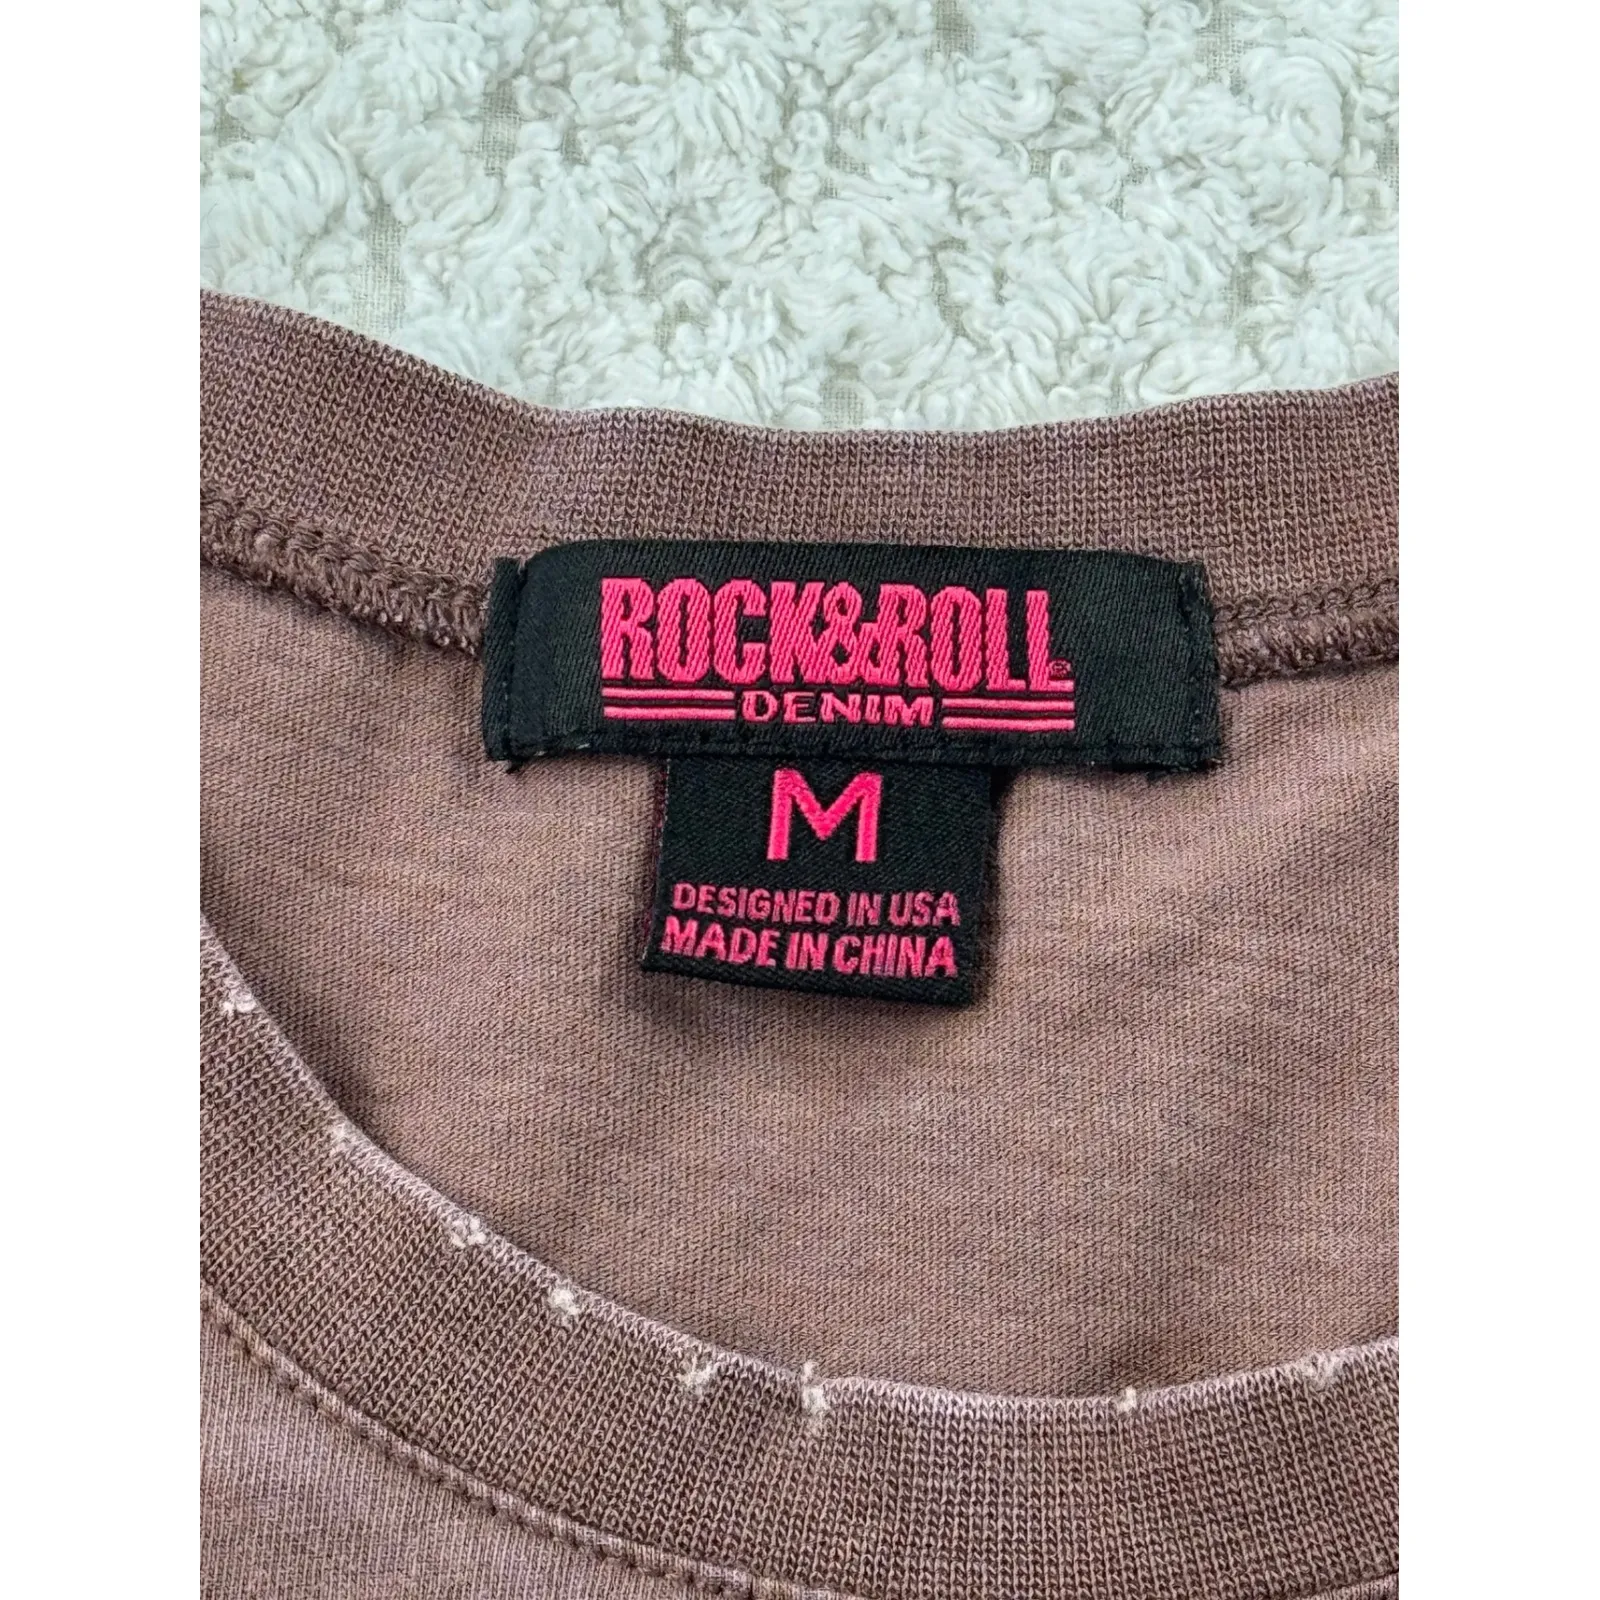 ROCK&ROLL®
DENIM
M
DESIGNED IN USA
MADE IN CHINA